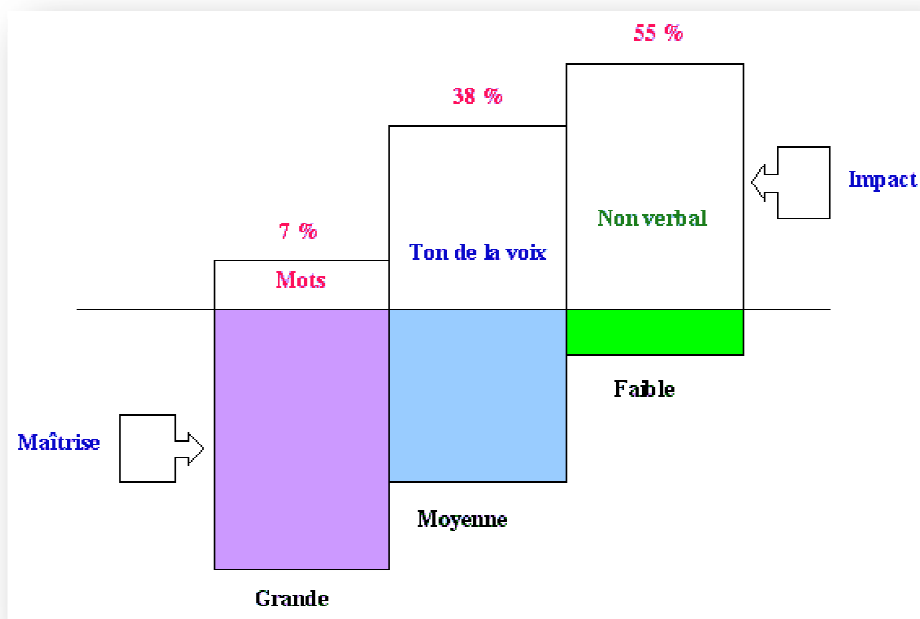 55 %
38 %
Impact
Non verbal
7 %
Ton de la voix
Mots
Faible
Maîtrise
Moyenne
Grande